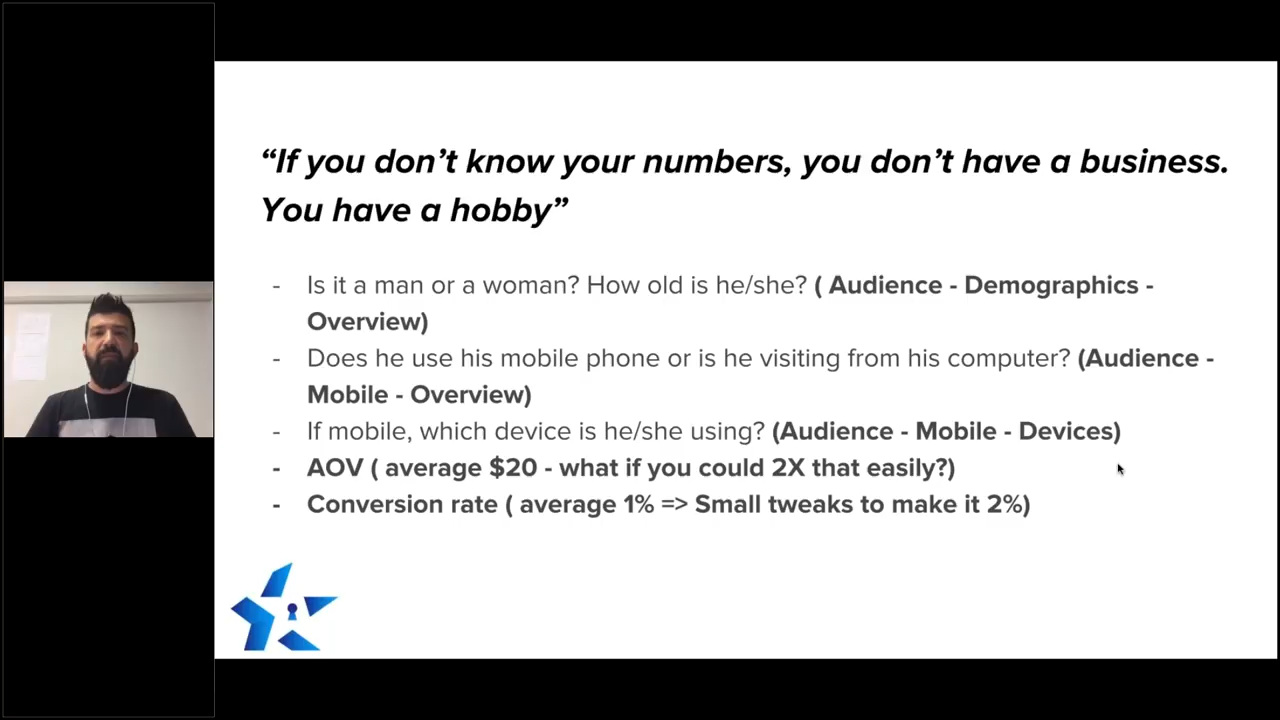 “If you don’t know your numbers, you don’t have a business.
You have a hobby”
- Is it a man or a woman? How old is he/she? ( Audience - Demographics -
Overview)
- Does he use his mobile phone or is he visiting from his computer? (Audience -
Mobile - Overview)
- If mobile, which device is he/she using? (Audience - Mobile - Devices)
- AOV ( average $20 - what if you could 2X that easily?)
- Conversion rate ( average 1% => Small tweaks to make it 2%)